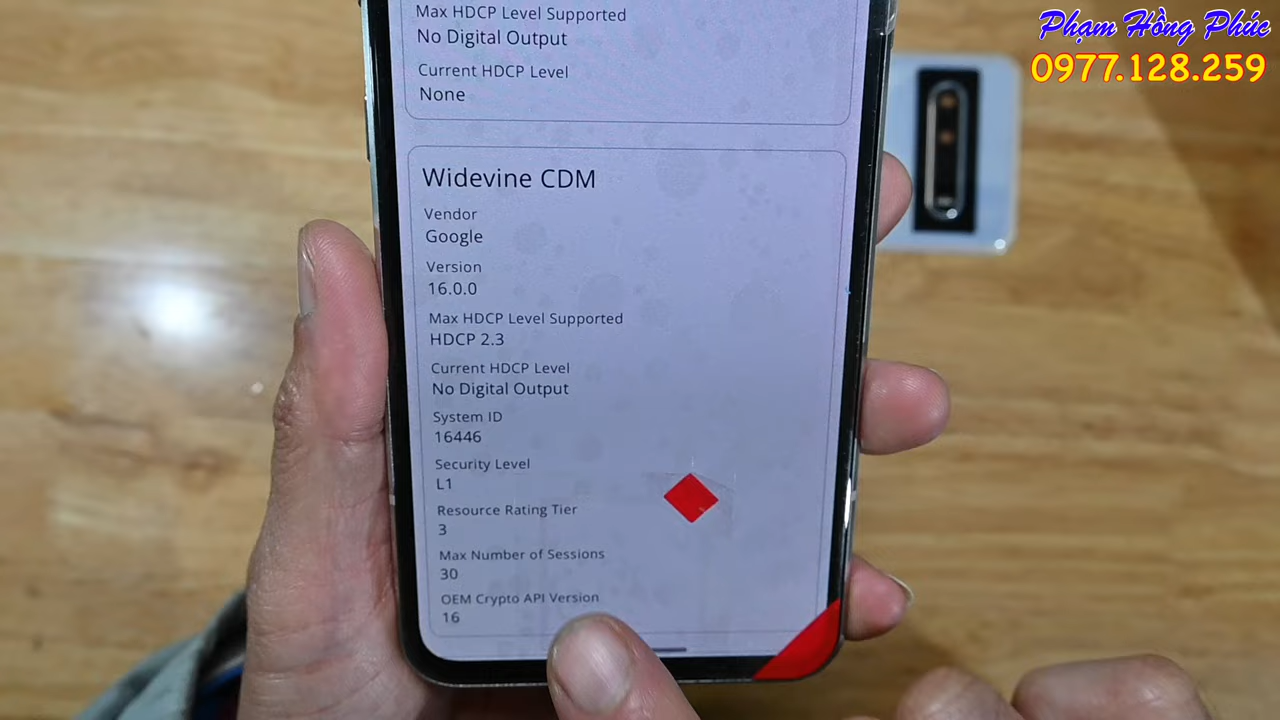 Phạm Hồng Phúc
0977.128.259
Max HDCP Level Supported
No Digital Output
Current HDCP Level
None
Widevine CDM
Vendor
Google
Version
16.0.0
Max HDCP Level Supported
HDCP 2.3
Current HDCP Level
No Digital Output
System ID
16446
Security Level
L1
Resource Rating Tier
3
Max Number of Sessions
30
OEM Crypto API Version
16